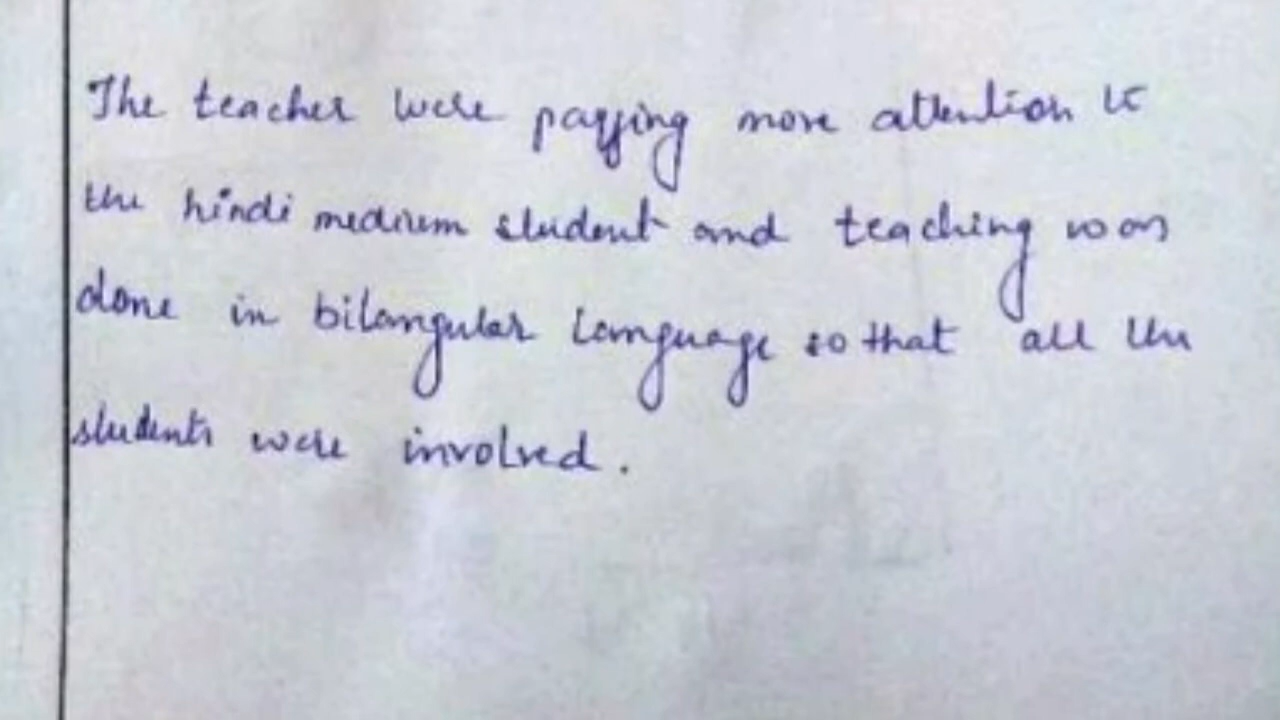 The teacher were paying more attention to
the hindi medium student and teaching was
done in bilangular language so that all the
students were involved.